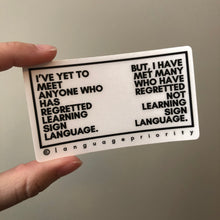 I'VE YET TO
MEET
ANYONE WHO
HAS
REGRETTED
LEARNING
SIGN
LANGUAGE.
BUT, I HAVE
MET MANY
WHO HAVE
REGRETTED
NOT
LEARNING
SIGN
LANGUAGE.
©languagepriority